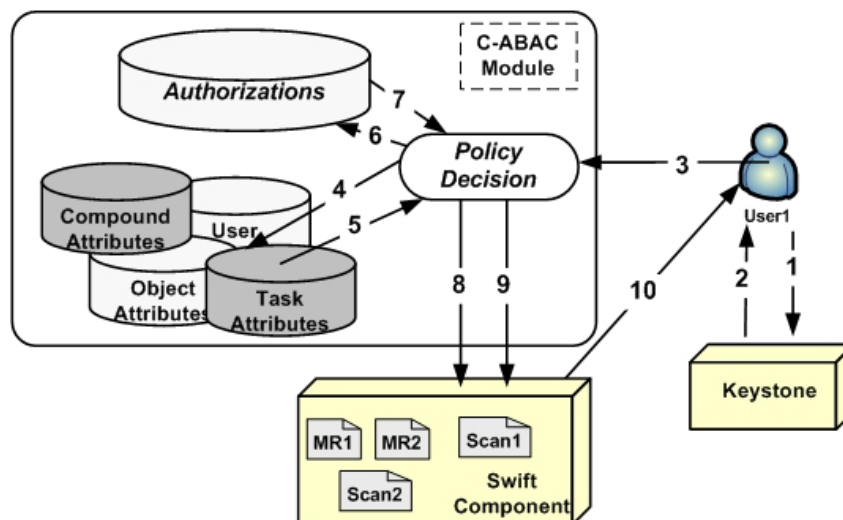 C-ABAC
Module
Authorizations
7
6
Policy
Decision
3
User1
Compound
Attributes
User
4
5
Object
Attributes
Task
Attributes
8
9
10
2
1
Keystone
MR1
MR2
Scan1
Scan2
Swift
Component